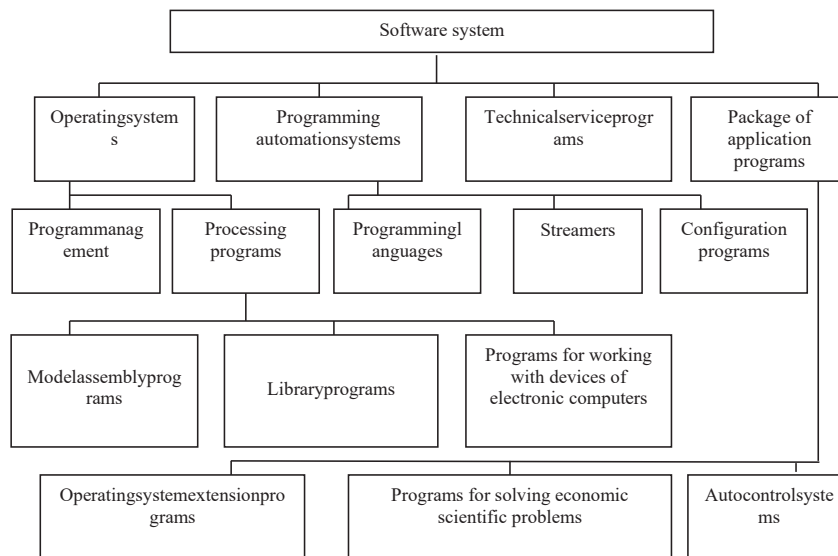 Software system
Operatingsystem
s
Programming
automationsystems
Technicalserviceprogr
ams
Package of
application
programs
Programmanag
ement
Processing
programs
Programmingl
anguages
Streamers
Configuration
programs
Modelassemblyprog
rams
Libraryprograms
Programs for working
with devices of
electronic computers
Operatingsystemextensionpro
grams
Programs for solving economic
scientific problems
Autocontrolsyste
ms